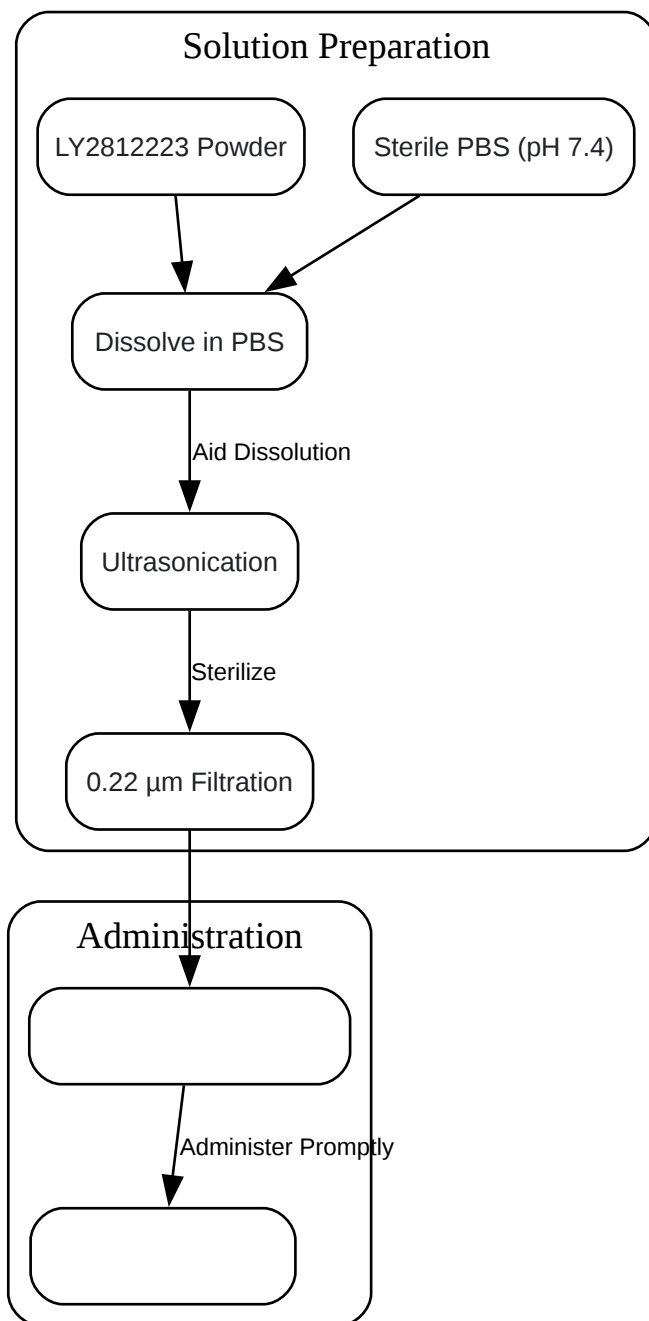 Solution Preparation
LY2812223 Powder
Sterile PBS (pH 7.4)
Dissolve in PBS
Aid Dissolution
Ultrasonication
Sterilize
0.22 µm Filtration
Administration
Administer Promptly